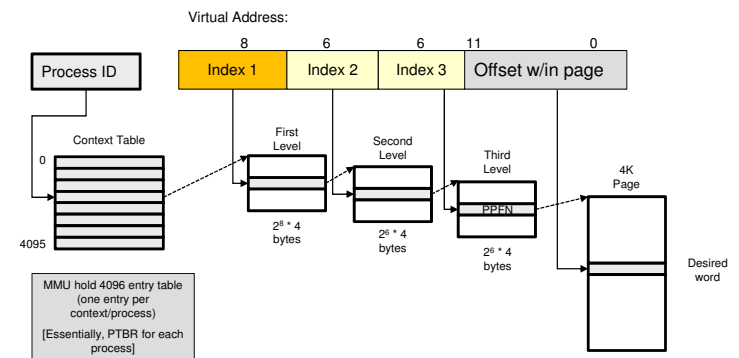 Virtual Address:
8 6 6 11 0
Process ID
Index 1 Index 2 Index 3 Offset w/in page
Context Table
0
4095
First
Level
2⁸ * 4
bytes
Second
Level
2⁶ * 4
bytes
Third
Level
PPFN
2⁶ * 4
bytes
4K
Page
Desired
word
MMU hold 4096 entry table
(one entry per
context/process)
[Essentially, PTBR for each
process]